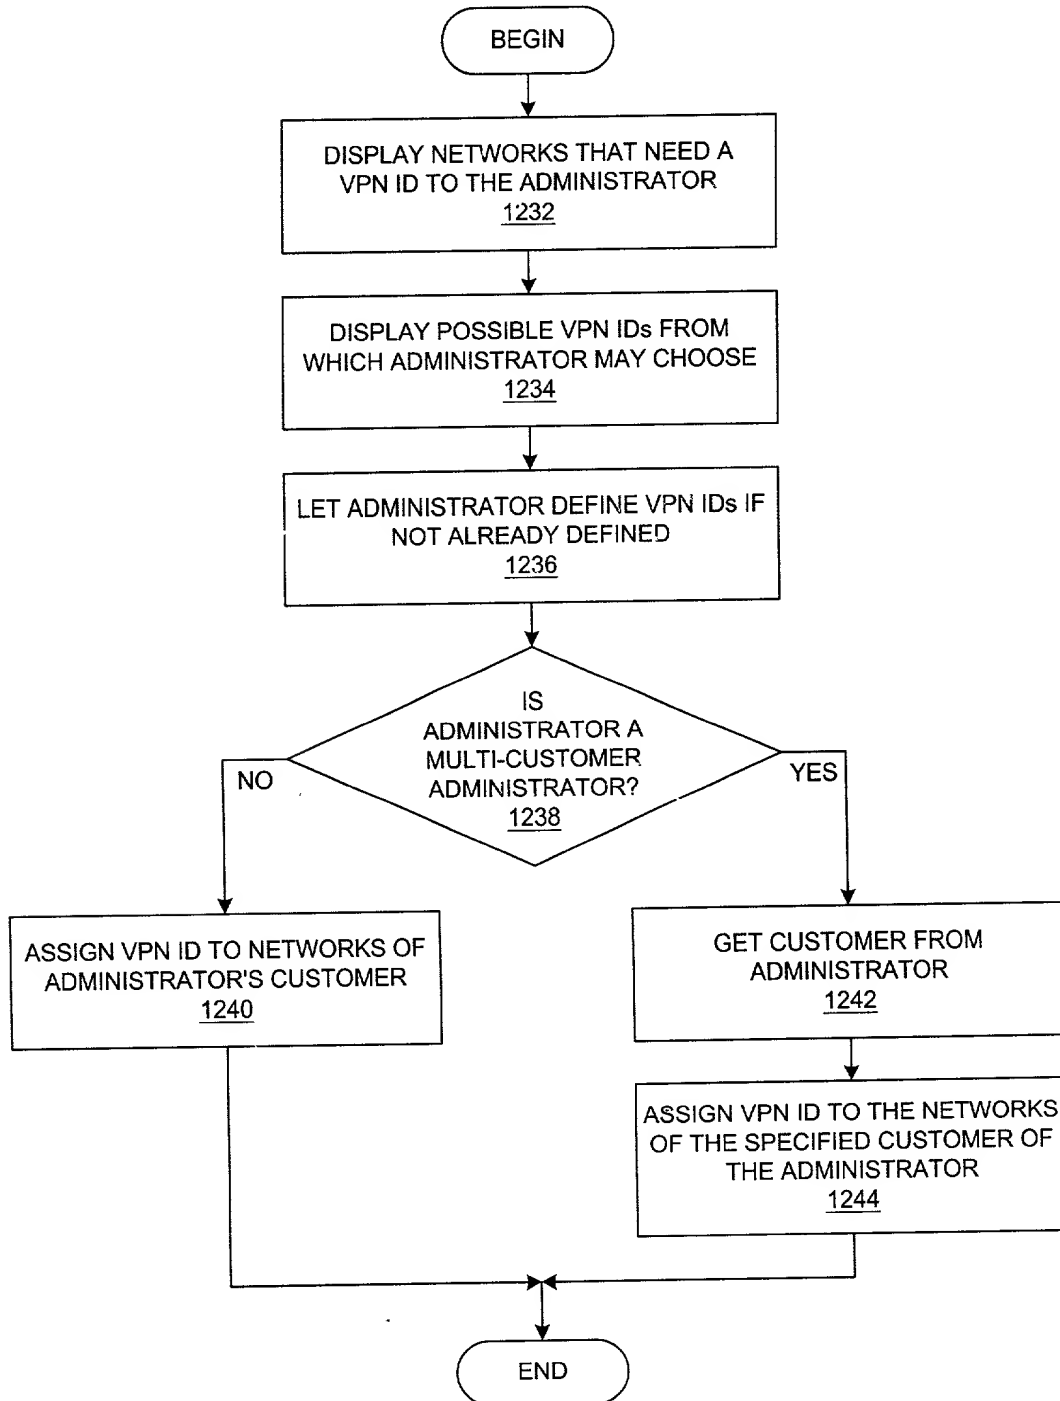 BEGIN
DISPLAY NETWORKS THAT NEED A
VPN ID TO THE ADMINISTRATOR
1232
DISPLAY POSSIBLE VPN IDs FROM
WHICH ADMINISTRATOR MAY CHOOSE
1234
LET ADMINISTRATOR DEFINE VPN IDs IF
NOT ALREADY DEFINED
1236
IS
ADMINISTRATOR A
MULTI-CUSTOMER
ADMINISTRATOR?
1238
NO
YES
ASSIGN VPN ID TO NETWORKS OF
ADMINISTRATOR'S CUSTOMER
1240
GET CUSTOMER FROM
ADMINISTRATOR
1242
ASSIGN VPN ID TO THE NETWORKS
OF THE SPECIFIED CUSTOMER OF
THE ADMINISTRATOR
1244
END